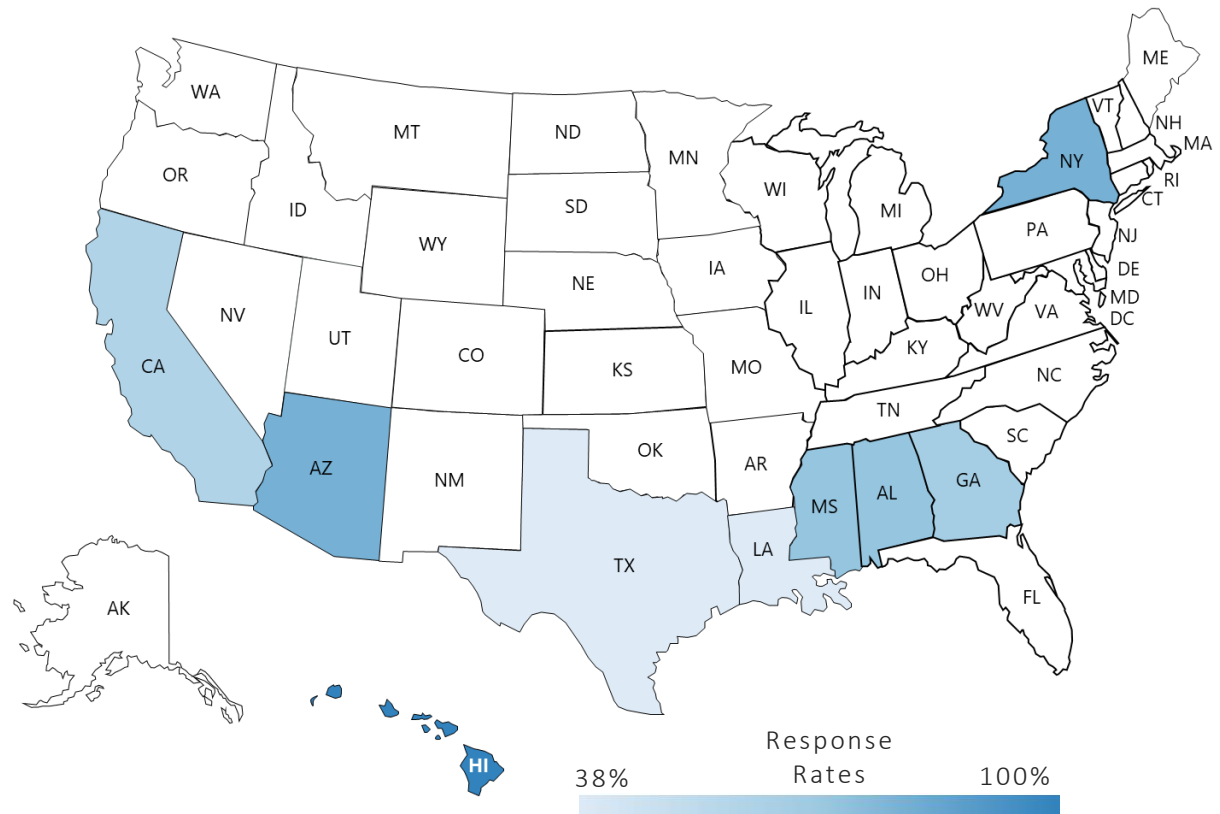 ME
WA
VT
MT
ND
NH
MN
MA
OR
NY
WI
ID
RI
SD
MI
CT
WY
PA
NJ
IA
OH
DE
NE
IN
MD
NV
IL
WV
VA
DC
UT
CO
KY
CA
KS
MO
NC
TN
SC
OK
AR
AZ
NM
GA
AL
MS
LA
TX
FL
AK
Response
Rates
HI
38%
100%